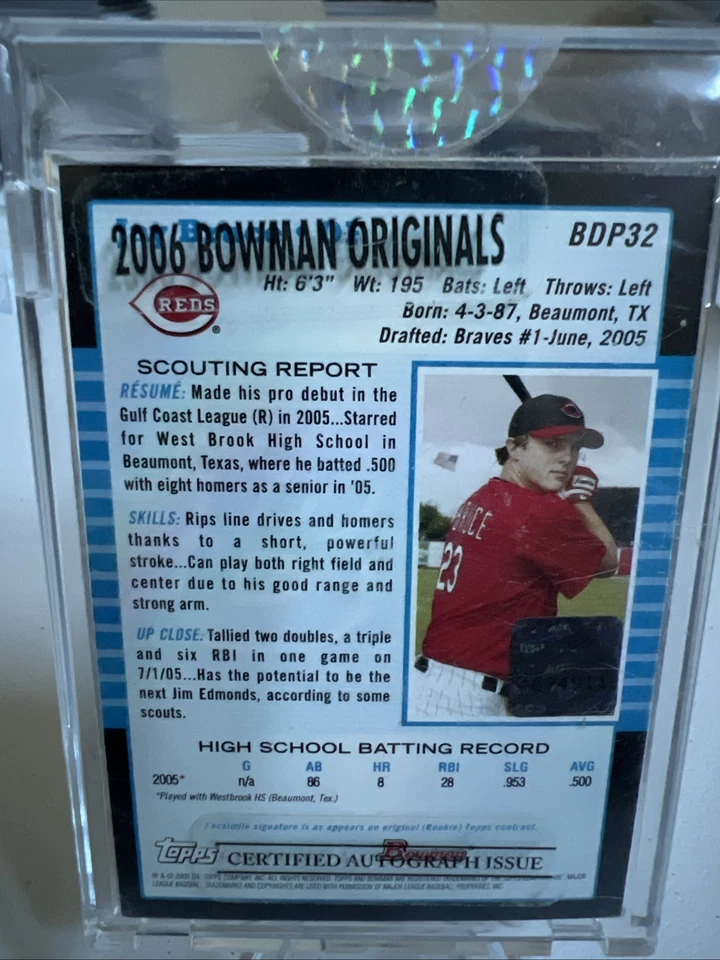 2006 BOWMAN ORIGINALS
BDP32
Ht: 6'3" Wt: 195 Bats: Left Throws: Left
REDS
®
Born: 4-3-87, Beaumont, TX
Drafted: Braves #1-June, 2005
SCOUTING REPORT
RÉSUMÉ: Made his pro debut in the
Gulf Coast League (R) in 2005...Starred
for West Brook High School in
Beaumont, Texas, where he batted .500
with eight homers as a senior in '05.
SKILLS: Rips line drives and homers
thanks to a short, powerful
stroke...Can play both right field and
center due to his good range and
strong arm.
UP CLOSE: Tallied two doubles, a triple
and six RBI in one game on
7/1/05...Has the potential to be the
next Jim Edmonds, according to some
scouts.
BRUCE
23
HIGH SCHOOL BATTING RECORD
G AB HR RBI SLG AVG
2005* n/a 86 8 28 .953 .500
*Played with Westbrook HS (Beaumont, Tex.)
Facsimile signature is as appears on original (Rookie) Topps contract.
Topps CERTIFIED AUTOGRAPH ISSUE
Bowman